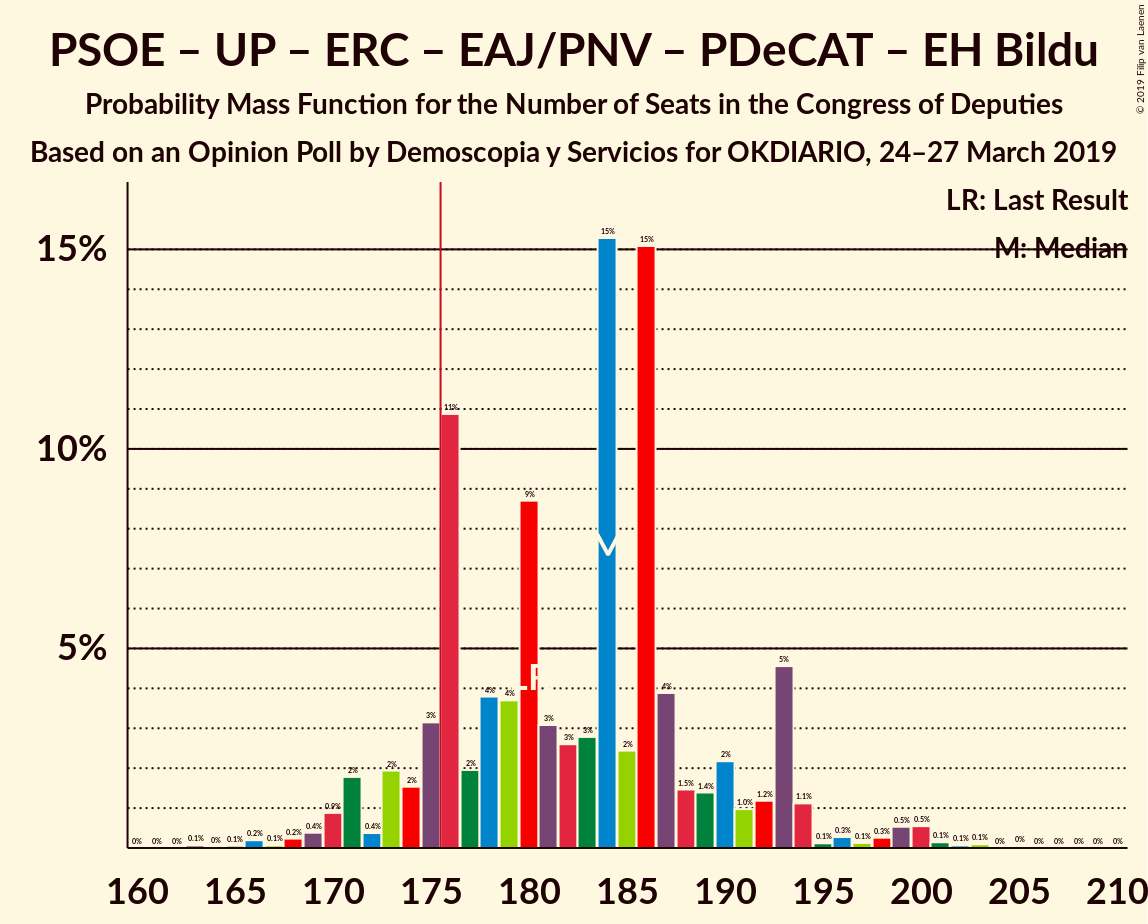 PSOE – UP – ERC – EAJ/PNV – PDeCAT – EH Bildu
Probability Mass Function for the Number of Seats in the Congress of Deputies
Based on an Opinion Poll by Demoscopia y Servicios for OKDIARIO, 24–27 March 2019
© 2019 Filip van Laenen
LR: Last Result
M: Median
15%
10%
5%
0% 0% 0% 0.1% 0% 0.1% 0.2% 0.1% 0.2% 0.4% 0.9% 2% 0.4% 2% 2% 3% 11% 2% 4% 4% 9% 3% 3% 3% 15% 2% 15% 4% 1.5% 1.4% 2% 1.0% 1.2% 5% 1.1% 0.1% 0.3% 0.1% 0.3% 0.5% 0.5% 0.1% 0.1% 0.1% 0% 0% 0% 0% 0% 0% 0%
LR
M
160 165 170 175 180 185 190 195 200 205 210